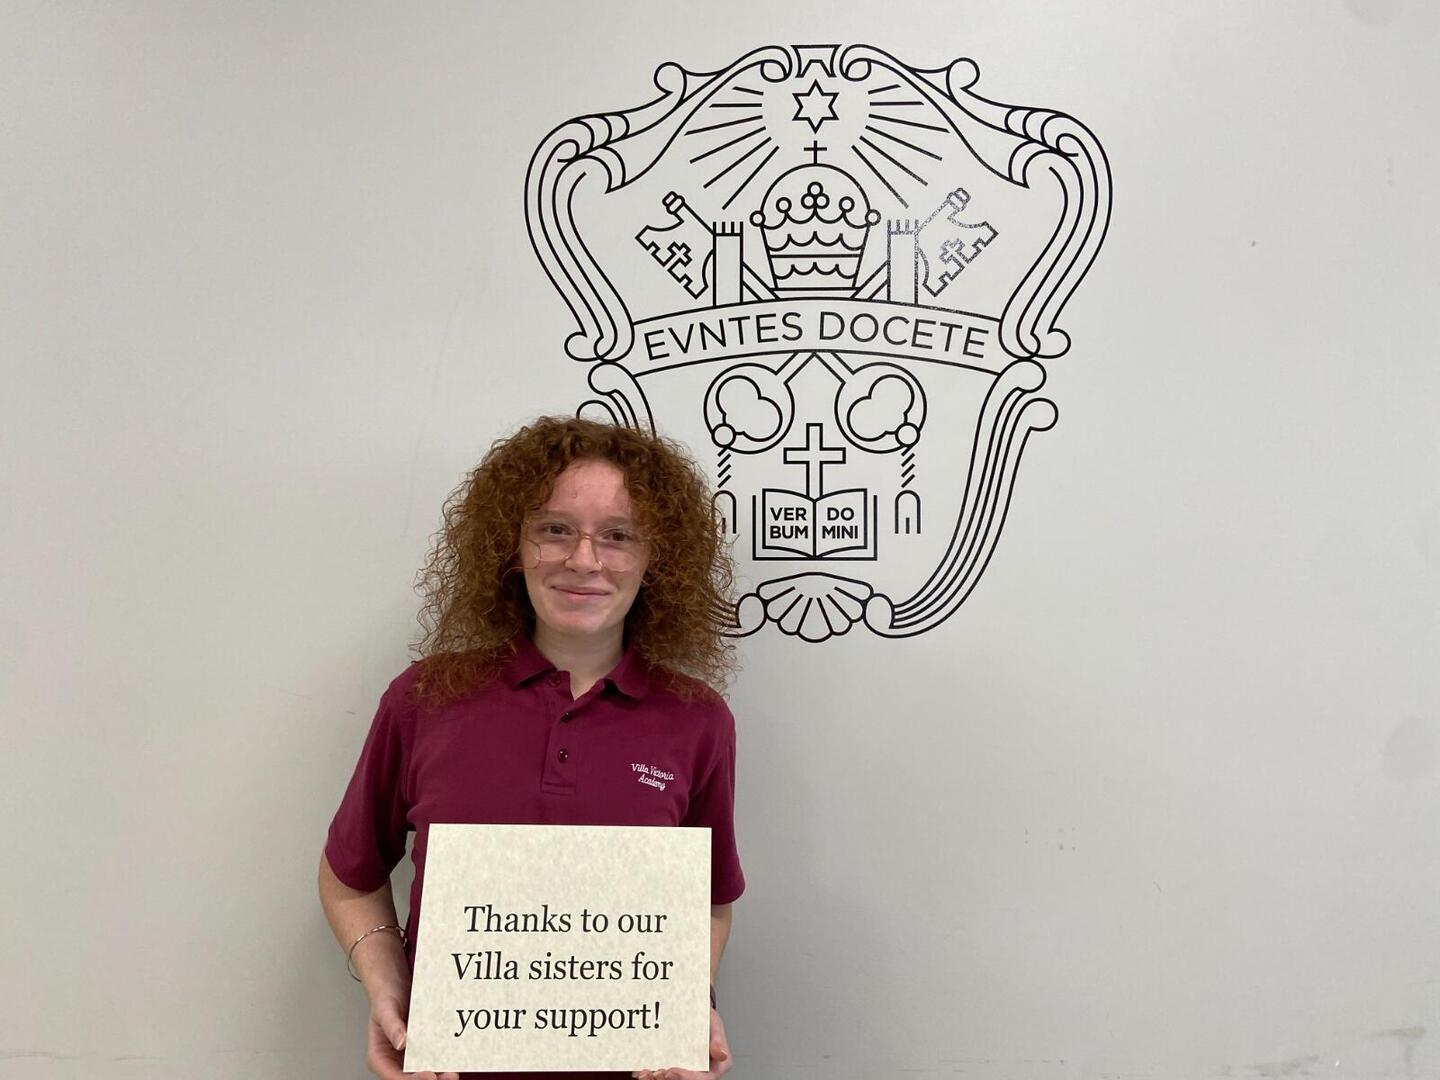 EVNTES DOCETE
VER DO
BUM MINI
Villa Victoria
Academy
Thanks to our
Villa sisters for
your support!